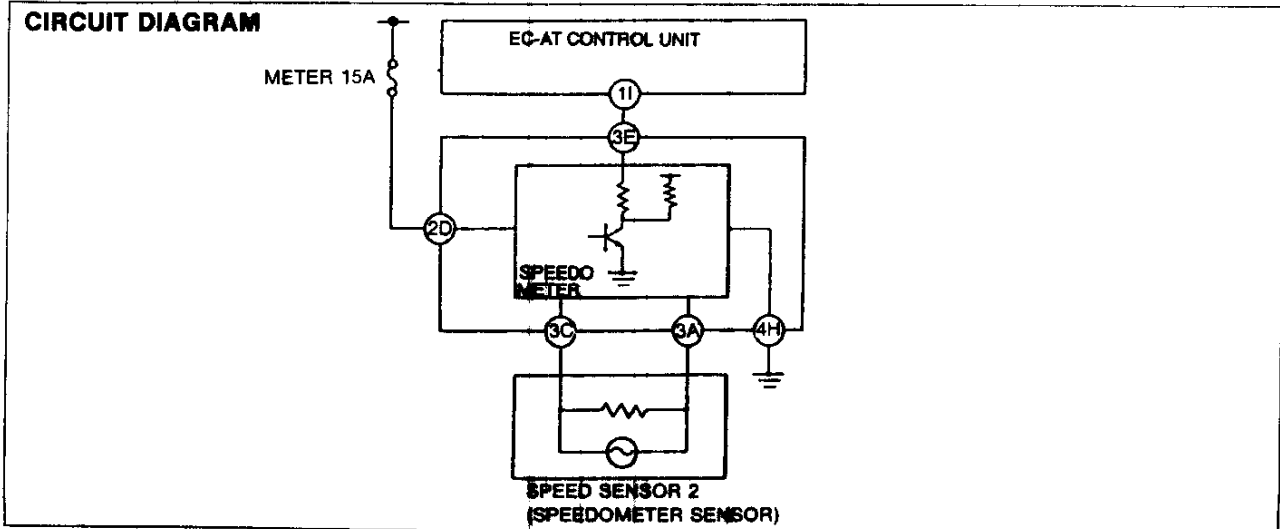 CIRCUIT DIAGRAM
METER 15A
EC-AT CONTROL UNIT
1I
3E
2D
SPEEDO
METER
3C
3A
4H
SPEED SENSOR 2
(SPEEDOMETER SENSOR)